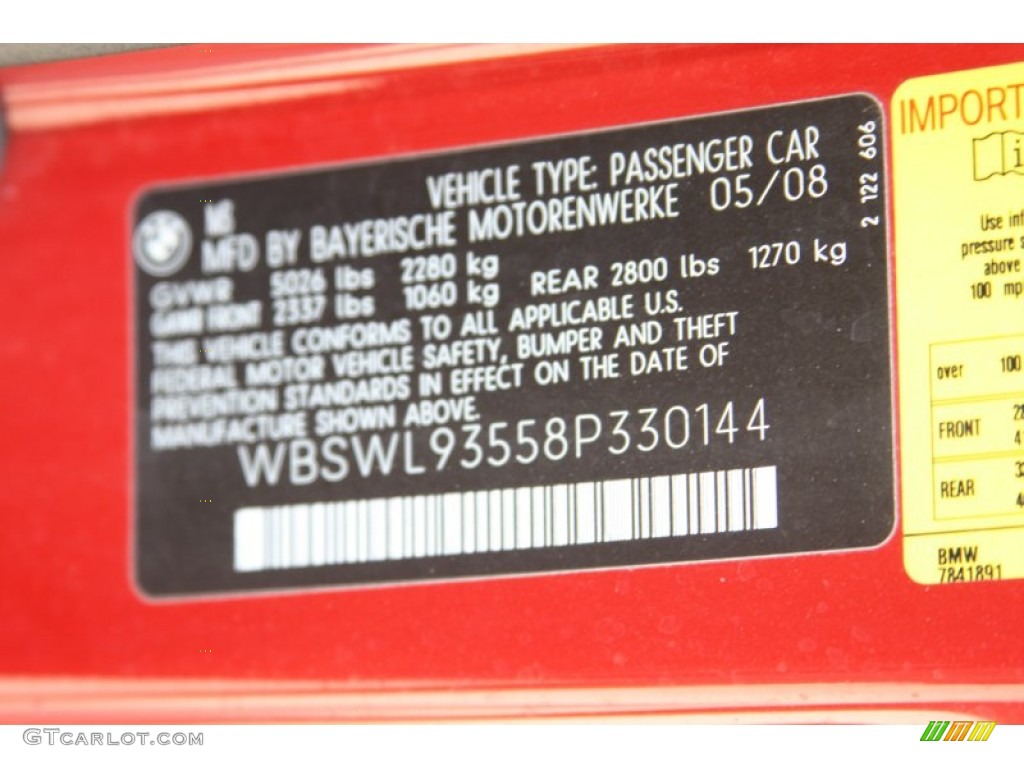 VEHICLE TYPE: PASSENGER CAR
MFD BY BAYERISCHE MOTORENWERKE 05/08
GVWR 5026 lbs 2280 kg
GAWR FRONT 2337 lbs 1060 kg REAR 2800 lbs 1270 kg
THIS VEHICLE CONFORMS TO ALL APPLICABLE U.S.
FEDERAL MOTOR VEHICLE SAFETY, BUMPER AND THEFT
PREVENTION STANDARDS IN EFFECT ON THE DATE OF
MANUFACTURE SHOWN ABOVE.
WBSWL93558P330144
2 122 606
IMPORT
i
Use inf
pressure
above
100 mp
over 100
FRONT
REAR
BMW
7841891
GTCARLOT.COM